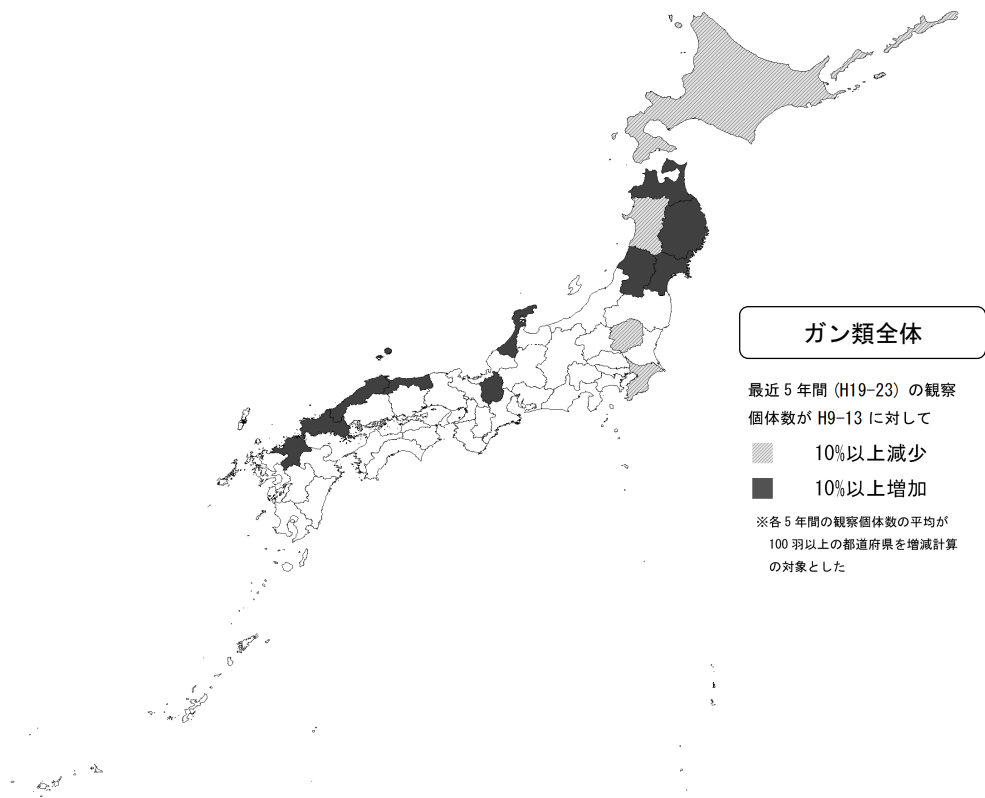 ガン類全体
最近５年間(H19-23) の観察
個体数が H9-13 に対して
10%以上減少
10%以上増加
※各５年間の観察個体数の平均が
100 羽以上の都道府県を増減計算
の対象とした